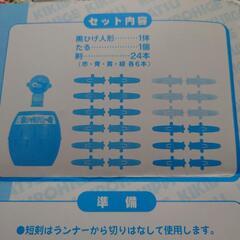 セット内容
黒ひげ人形……1体
たる……1個
剣……24本
(赤・青・黄・緑 各6本)
準備
・短剣はランナーから切りはなして使用します。